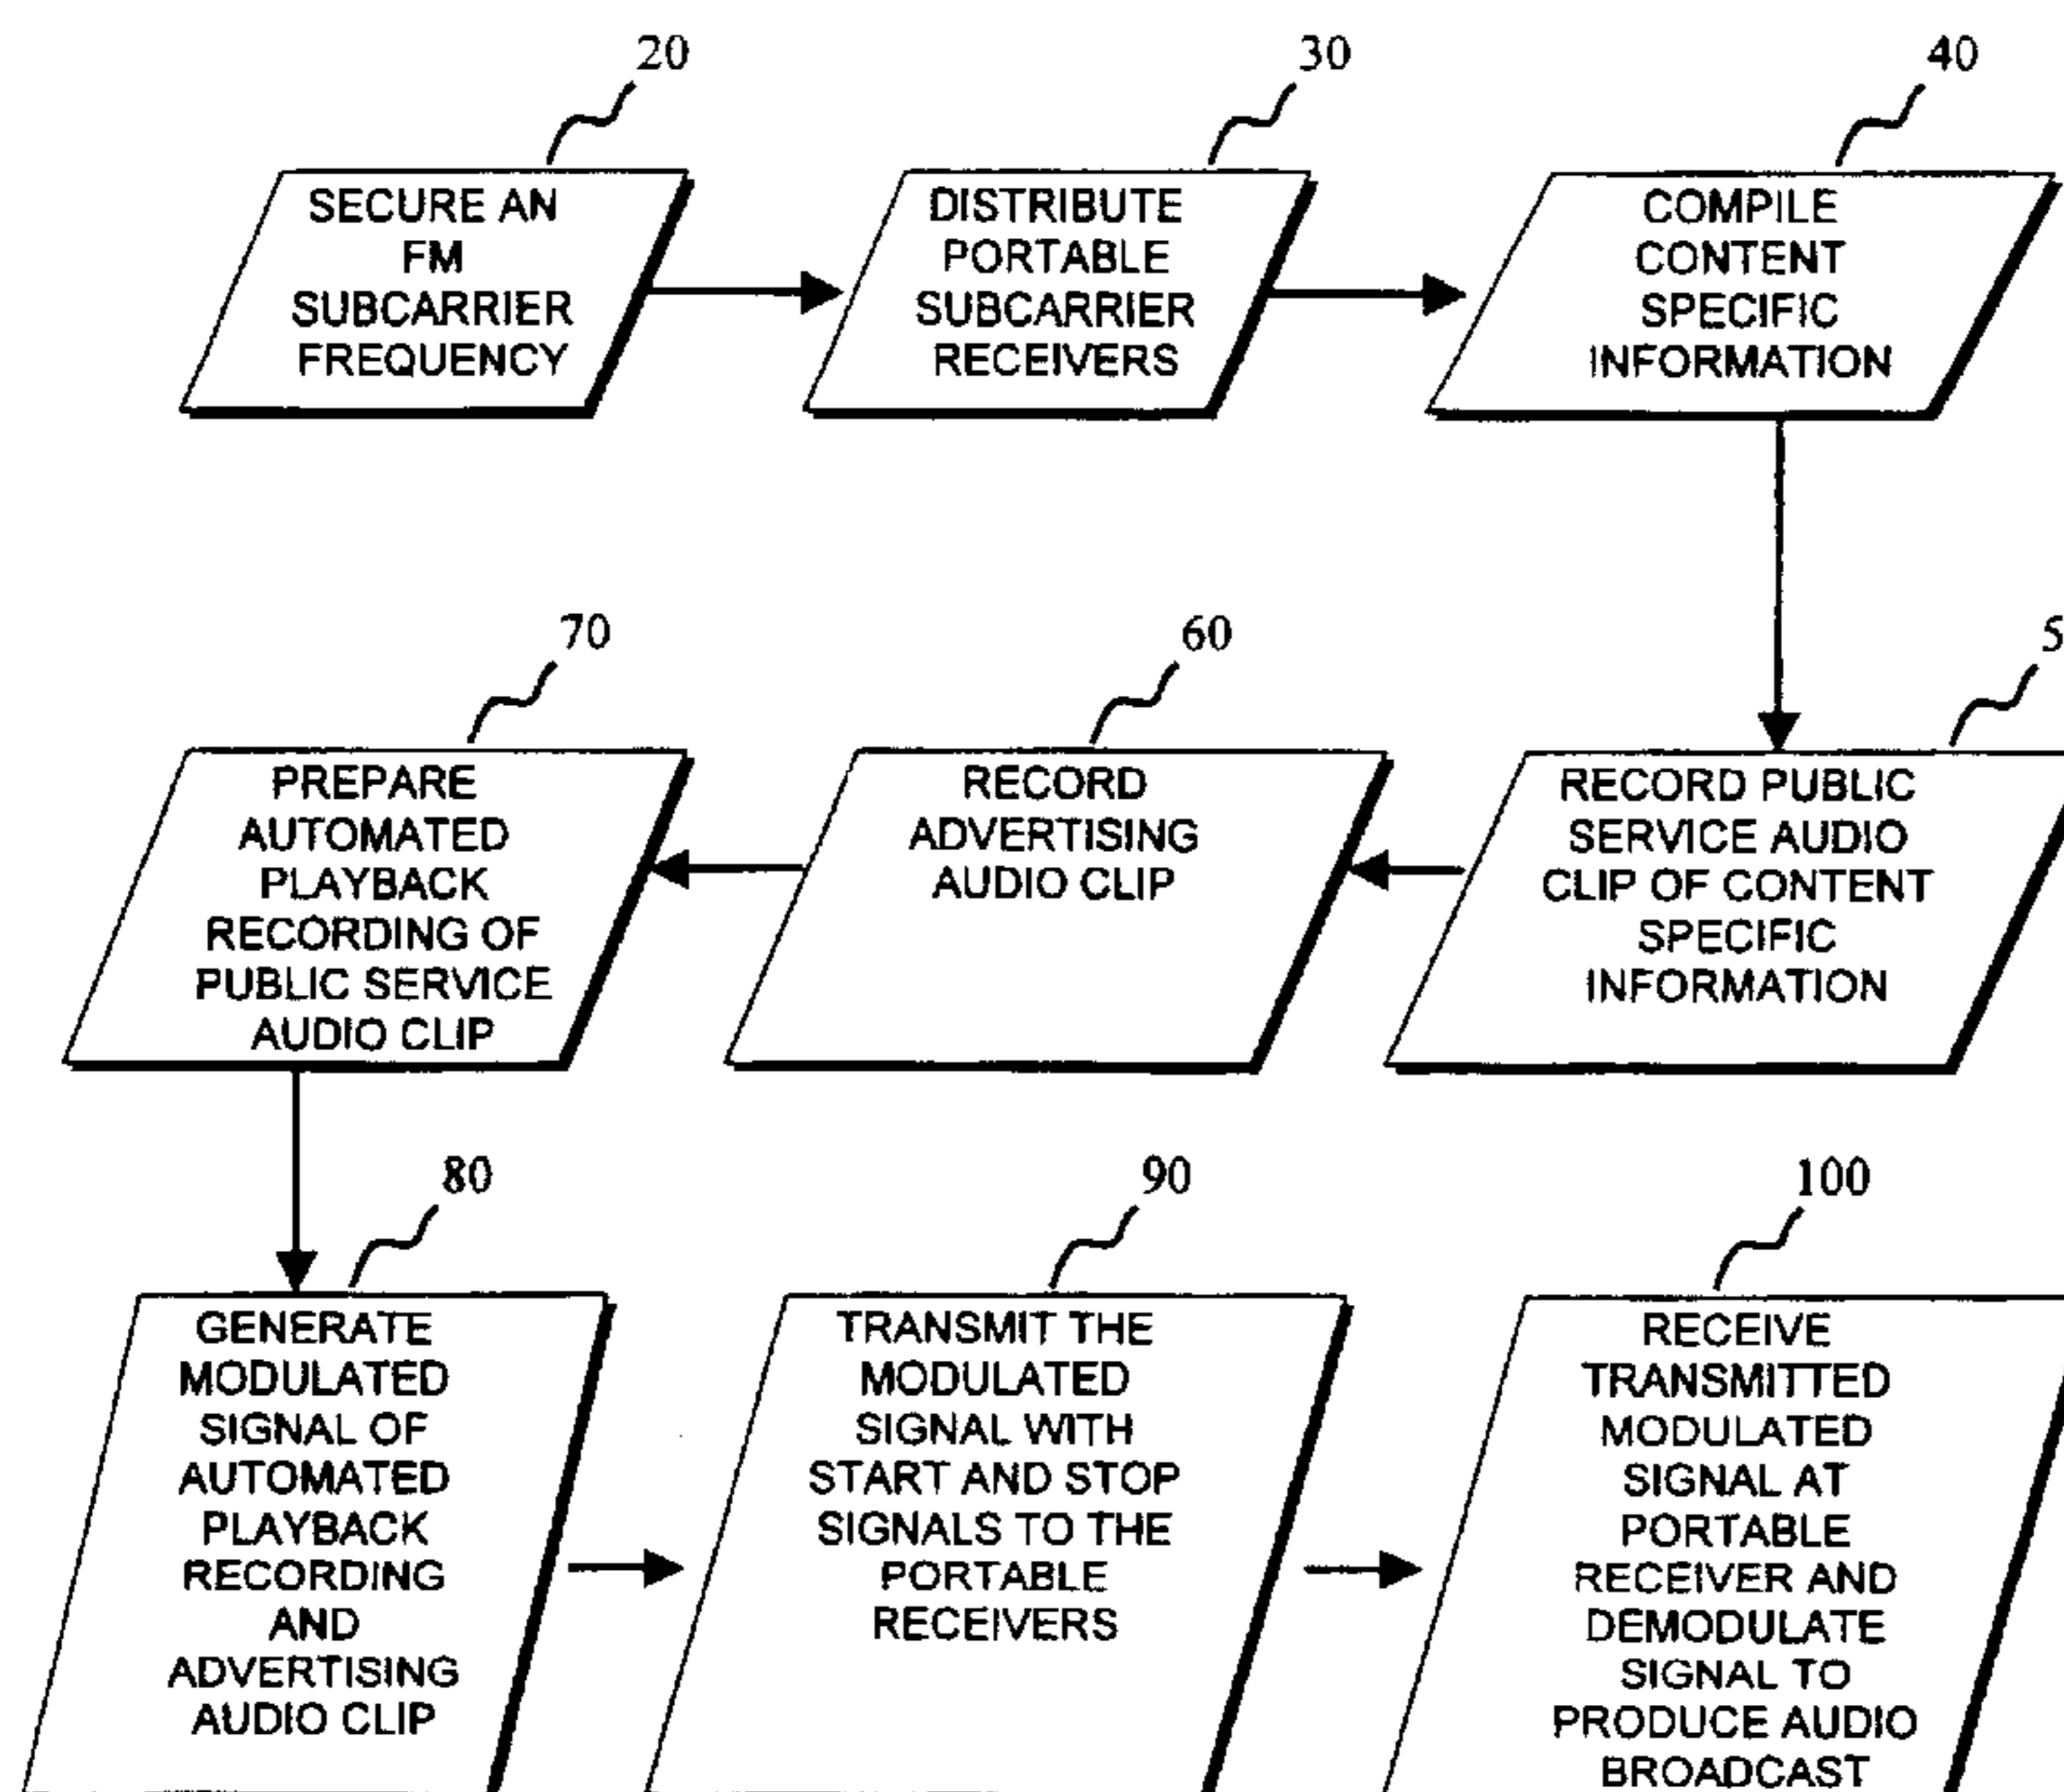 20
SECURE AN
FM
SUBCARRIER
FREQUENCY
30
DISTRIBUTE
PORTABLE
SUBCARRIER
RECEIVERS
40
COMPILE
CONTENT
SPECIFIC
INFORMATION
5
RECORD PUBLIC
SERVICE AUDIO
CLIP OF CONTENT
SPECIFIC
INFORMATION
60
RECORD
ADVERTISING
AUDIO CLIP
70
PREPARE
AUTOMATED
PLAYBACK
RECORDING OF
PUBLIC SERVICE
AUDIO CLIP
80
GENERATE
MODULATED
SIGNAL OF
AUTOMATED
PLAYBACK
RECORDING
AND
ADVERTISING
AUDIO CLIP
90
TRANSMIT THE
MODULATED
SIGNAL WITH
START AND STOP
SIGNALS TO THE
PORTABLE
RECEIVERS
100
RECEIVE
TRANSMITTED
MODULATED
SIGNAL AT
PORTABLE
RECEIVER AND
DEMODULATE
SIGNAL TO
PRODUCE AUDIO
BROADCAST